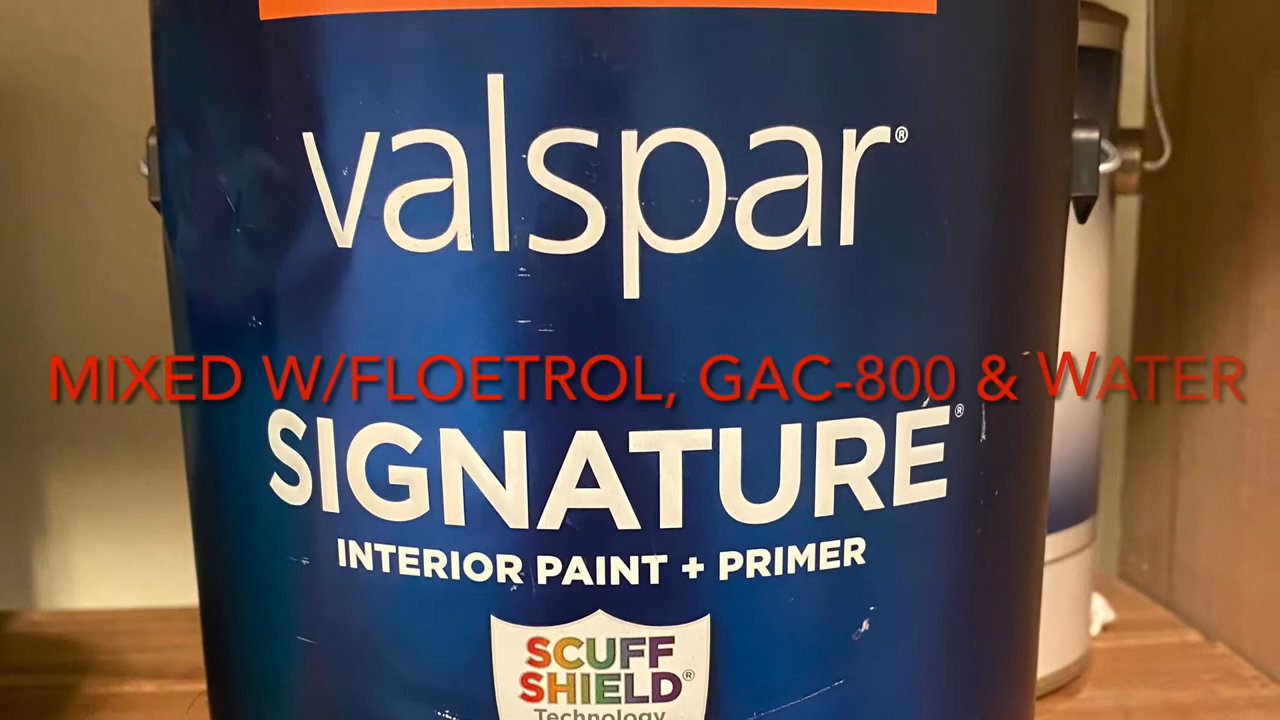 valspar®
MIXED W/FLOETROL, GAC-800 & WATER
SIGNATURE®
INTERIOR PAINT + PRIMER
SCUFF
SHIELD®
Technology